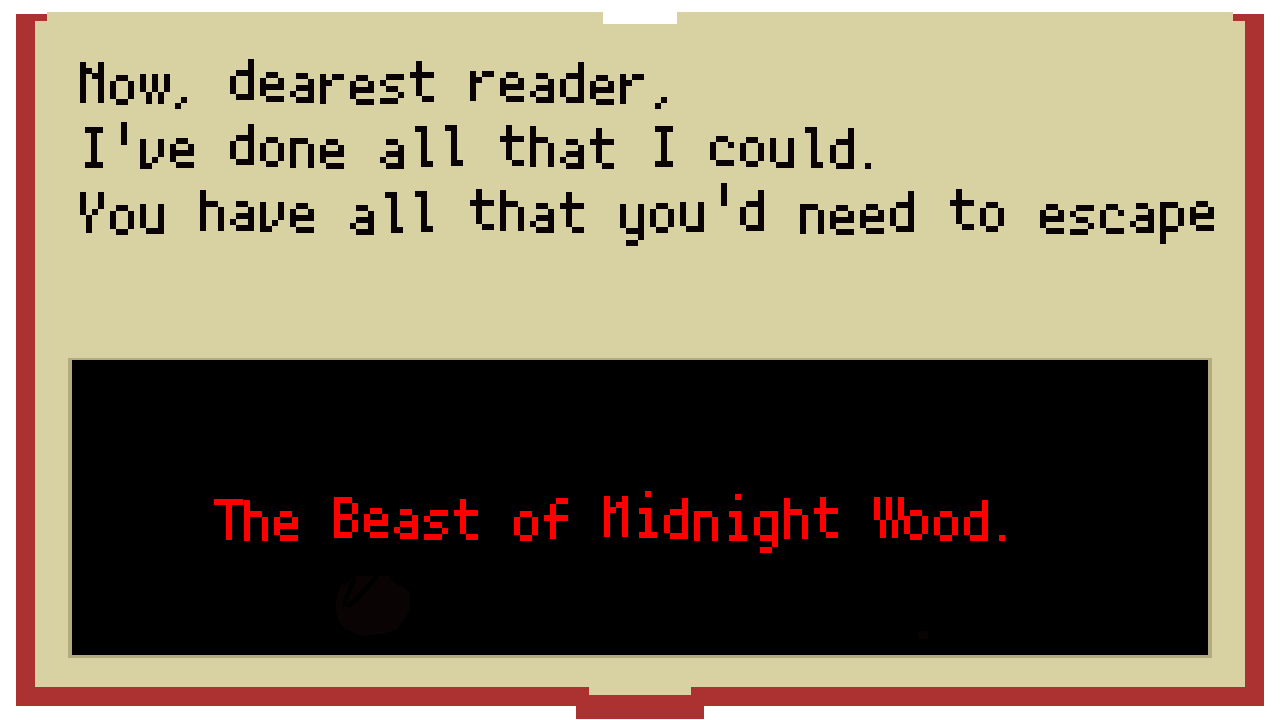 Now, dearest reader,
I've done all that I could.
You have all that you'd need to escape
The Beast of Midnight Wood.